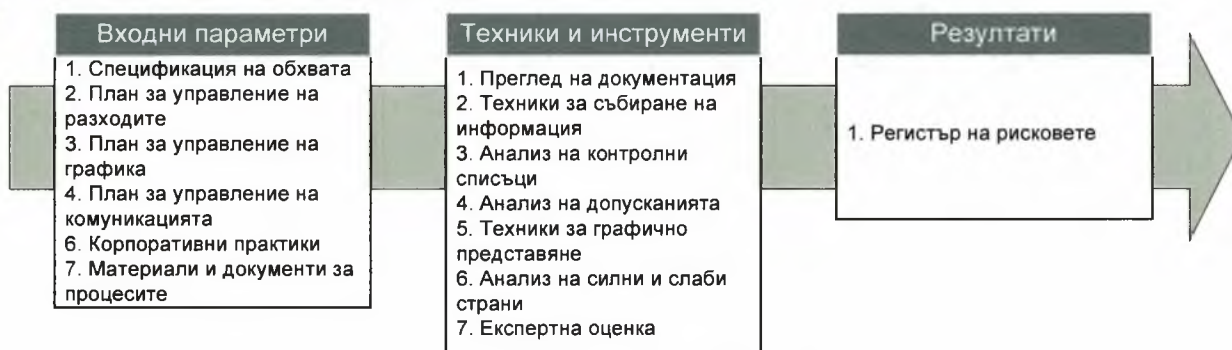 Входни параметри
1. Спецификация на обхвата
2. План за управление на
разходите
3. План за управление на
графика
4. План за управление на
комуникацията
6. Корпоративни практики
7. Материали и документи за
процесите
Техники и инструменти
1. Преглед на документация
2. Техники за събиране на
информация
3. Анализ на контролни
списъци
4. Анализ на допусканията
5. Техники за графично
представяне
6. Анализ на силни и слаби
страни
7. Експертна оценка
Резултати
1. Регистър на рисковете